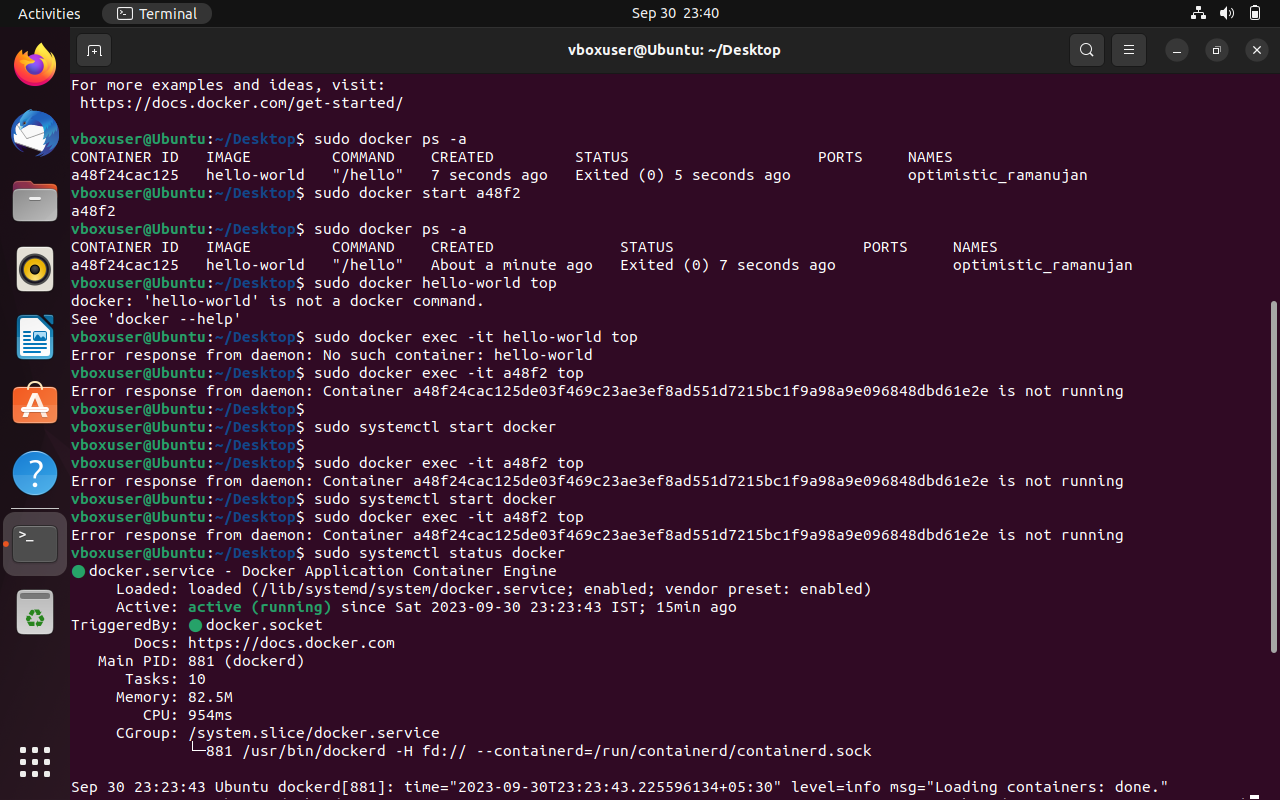 Activities
Terminal
Sep 30 23:40
vboxuser@Ubuntu: ~/Desktop
For more examples and ideas, visit:
https://docs.docker.com/get-started/
vboxuser@Ubuntu:~/Desktop$ sudo docker ps -a
CONTAINER ID   IMAGE         COMMAND    CREATED         STATUS                     PORTS     NAMES
a48f24cac125   hello-world   "/hello"   7 seconds ago   Exited (0) 5 seconds ago             optimistic_ramanujan
vboxuser@Ubuntu:~/Desktop$ sudo docker start a48f2
a48f2
vboxuser@Ubuntu:~/Desktop$ sudo docker ps -a
CONTAINER ID   IMAGE         COMMAND    CREATED              STATUS                     PORTS     NAMES
a48f24cac125   hello-world   "/hello"   About a minute ago   Exited (0) 7 seconds ago             optimistic_ramanujan
vboxuser@Ubuntu:~/Desktop$ sudo docker hello-world top
docker: 'hello-world' is not a docker command.
See 'docker --help'
vboxuser@Ubuntu:~/Desktop$ sudo docker exec -it hello-world top
Error response from daemon: No such container: hello-world
vboxuser@Ubuntu:~/Desktop$ sudo docker exec -it a48f2 top
Error response from daemon: Container a48f24cac125de03f469c23ae3ef8ad551d7215bc1f9a98a9e096848dbd61e2e is not running
vboxuser@Ubuntu:~/Desktop$
vboxuser@Ubuntu:~/Desktop$ sudo systemctl start docker
vboxuser@Ubuntu:~/Desktop$
vboxuser@Ubuntu:~/Desktop$ sudo docker exec -it a48f2 top
Error response from daemon: Container a48f24cac125de03f469c23ae3ef8ad551d7215bc1f9a98a9e096848dbd61e2e is not running
vboxuser@Ubuntu:~/Desktop$ sudo systemctl start docker
vboxuser@Ubuntu:~/Desktop$ sudo docker exec -it a48f2 top
Error response from daemon: Container a48f24cac125de03f469c23ae3ef8ad551d7215bc1f9a98a9e096848dbd61e2e is not running
vboxuser@Ubuntu:~/Desktop$ sudo systemctl status docker
● docker.service - Docker Application Container Engine
Loaded: loaded (/lib/systemd/system/docker.service; enabled; vendor preset: enabled)
Active: active (running) since Sat 2023-09-30 23:23:43 IST; 15min ago
TriggeredBy: ● docker.socket
Docs: https://docs.docker.com
Main PID: 881 (dockerd)
Tasks: 10
Memory: 82.5M
CPU: 954ms
CGroup: /system.slice/docker.service
└─881 /usr/bin/dockerd -H fd:// --containerd=/run/containerd/containerd.sock
Sep 30 23:23:43 Ubuntu dockerd[881]: time="2023-09-30T23:23:43.225596134+05:30" level=info msg="Loading containers: done."